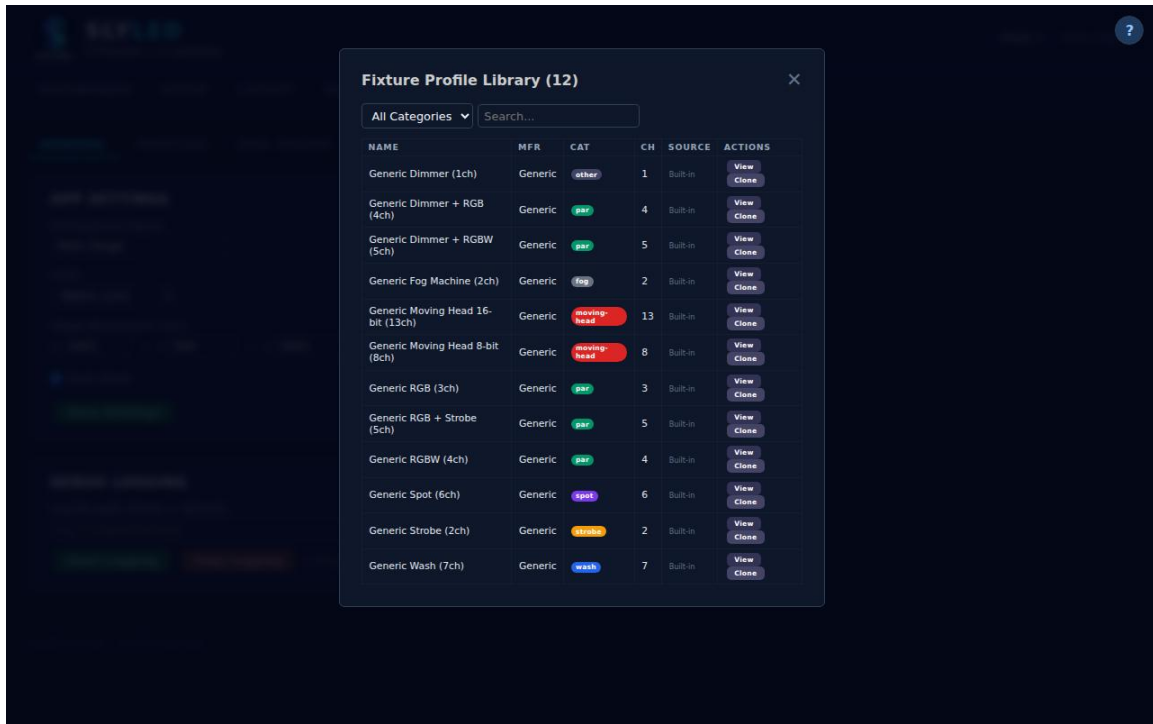 SLYLED
?
Fixture Profile Library (12)
✕
All Categories
Search...
NAME MFR CAT CH SOURCE ACTIONS
Generic Dimmer (1ch) Generic other 1 Built-in View
Clone
Generic Dimmer + RGB
(4ch) Generic par 4 Built-in View
Clone
Generic Dimmer + RGBW
(5ch) Generic par 5 Built-in View
Clone
Generic Fog Machine (2ch) Generic fog 2 Built-in View
Clone
Generic Moving Head 16-
bit (13ch) Generic moving-
head 13 Built-in View
Clone
Generic Moving Head 8-bit
(8ch) Generic moving-
head 8 Built-in View
Clone
Generic RGB (3ch) Generic par 3 Built-in View
Clone
Generic RGB + Strobe
(5ch) Generic par 5 Built-in View
Clone
Generic RGBW (4ch) Generic par 4 Built-in View
Clone
Generic Spot (6ch) Generic spot 6 Built-in View
Clone
Generic Strobe (2ch) Generic strobe 2 Built-in View
Clone
Generic Wash (7ch) Generic wash 7 Built-in View
Clone
APP SETTINGS
DEBUG LOGGING